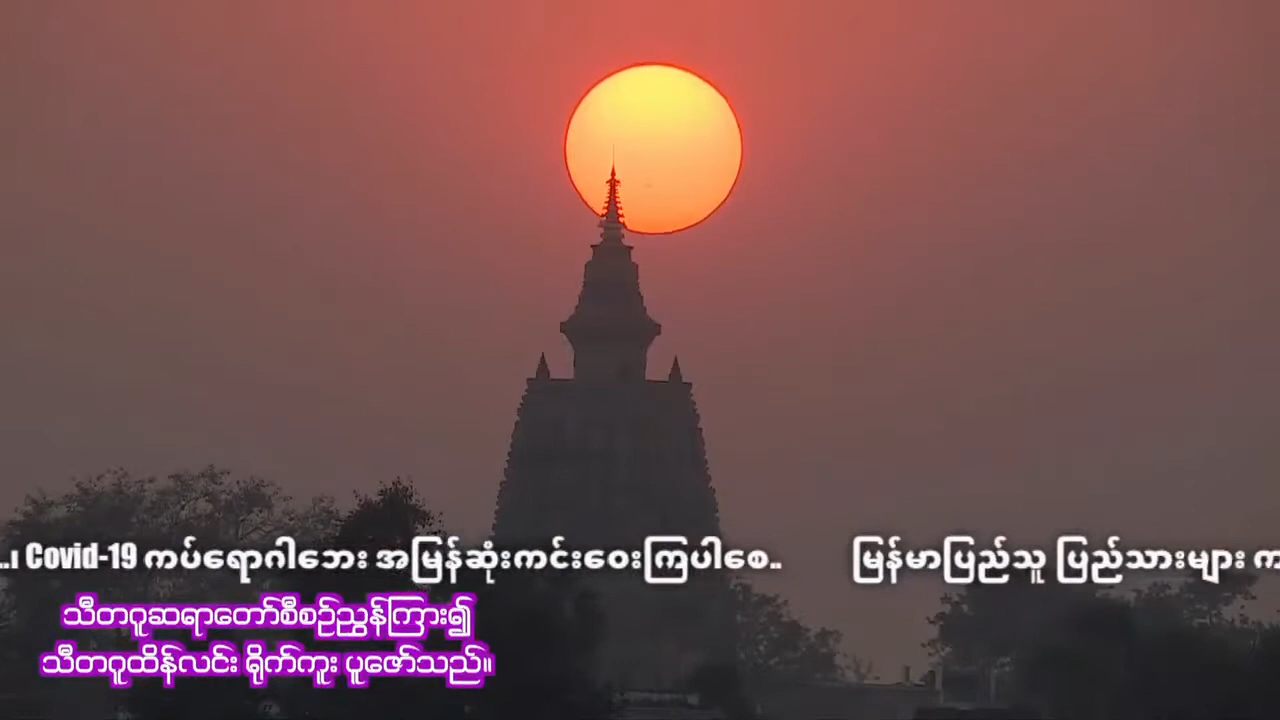 ..၊ Covid-19 ကပ်ရောဂါဘေး အမြန်ဆုံးကင်းဝေးကြပါစေ.. မြန်မာပြည်သူ ပြည်သားများ
သီတဂူဆရာတော်စီစဉ်ညွှန်ကြား၍
သီတဂူထိန်လင်း ရိုက်ကူး ပူဇော်သည်။